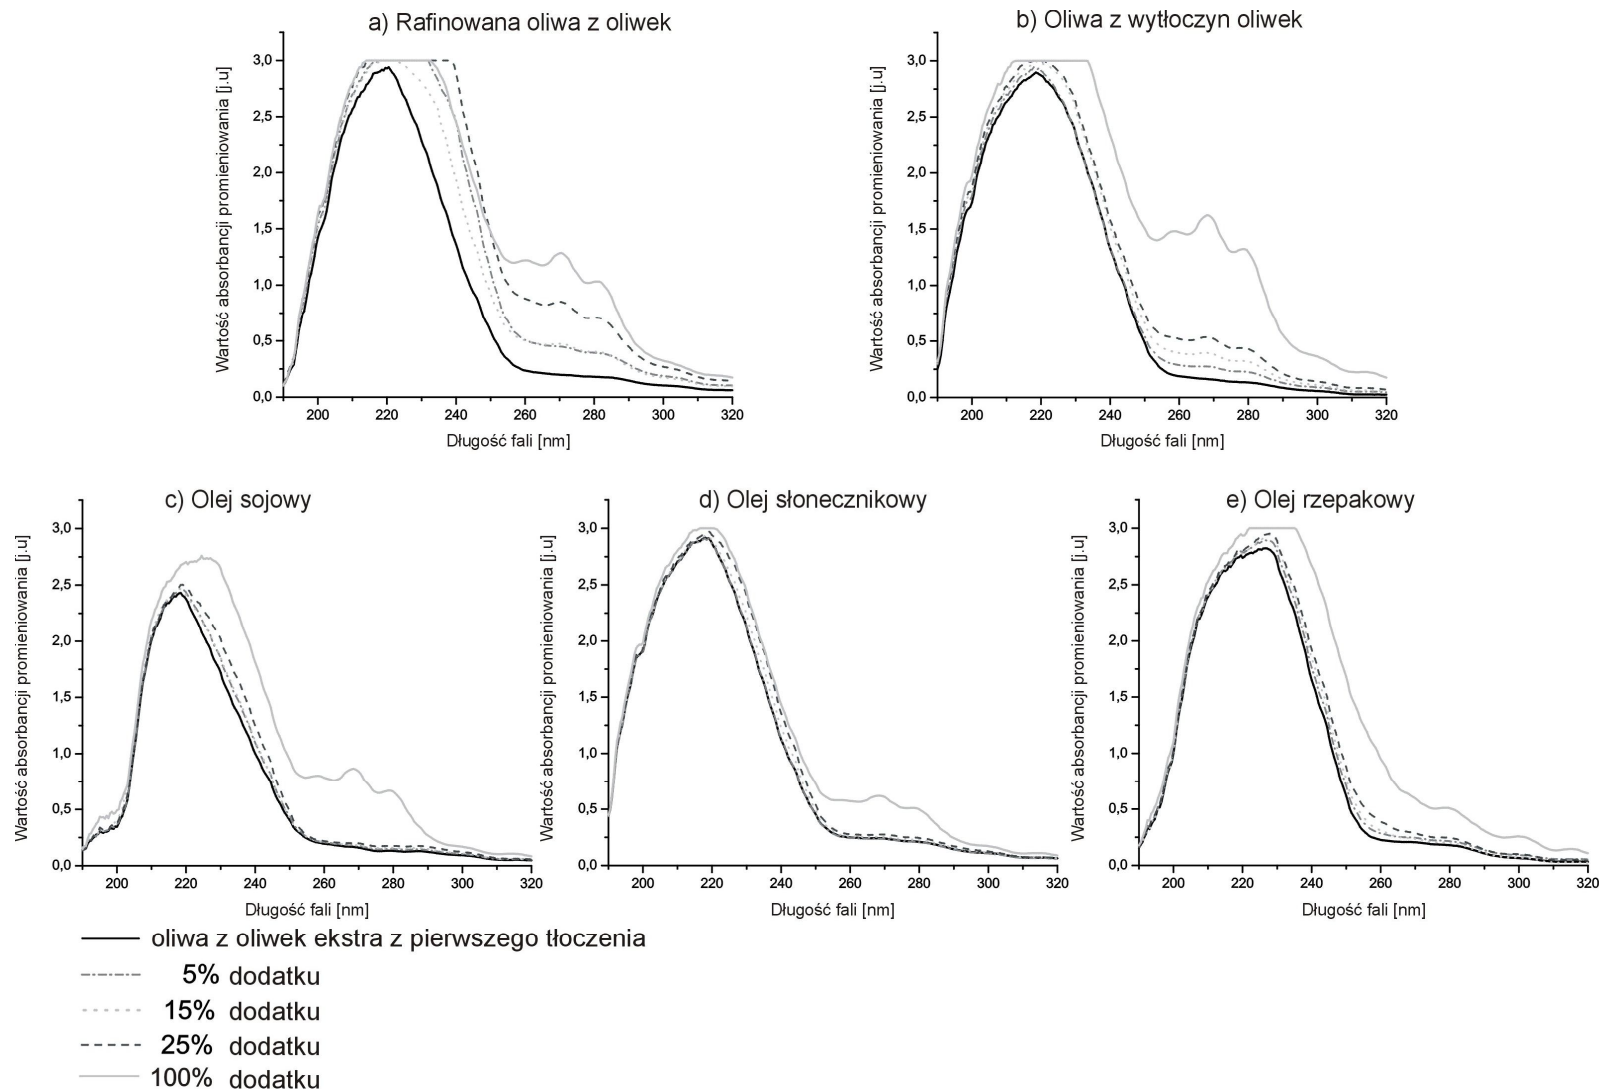 a) Rafinowana oliwa z oliwek
Wartość absorbancji promieniowania [j.u]
3,0
2,5
2,0
1,5
1,0
0,5
0,0
200 220 240 260 280 300 320
Długość fali [nm]
b) Oliwa z wytłoczyn oliwek
Wartość absorbancji promieniowania [j.u]
3,0
2,5
2,0
1,5
1,0
0,5
0,0
200 220 240 260 280 300 320
Długość fali [nm]
c) Olej sojowy
Wartość absorbancji promieniowania [j.u]
3,0
2,5
2,0
1,5
1,0
0,5
0,0
200 220 240 260 280 300 320
Długość fali [nm]
d) Olej słonecznikowy
Wartość absorbancji promieniowania [j.u]
3,0
2,5
2,0
1,5
1,0
0,5
0,0
200 220 240 260 280 300 320
Długość fali [nm]
e) Olej rzepakowy
Wartość absorbancji promieniowania [j.u]
3,0
2,5
2,0
1,5
1,0
0,5
0,0
200 220 240 260 280 300 320
Długość fali [nm]
oliwa z oliwek ekstra z pierwszego tłoczenia
5% dodatku
15% dodatku
25% dodatku
100% dodatku